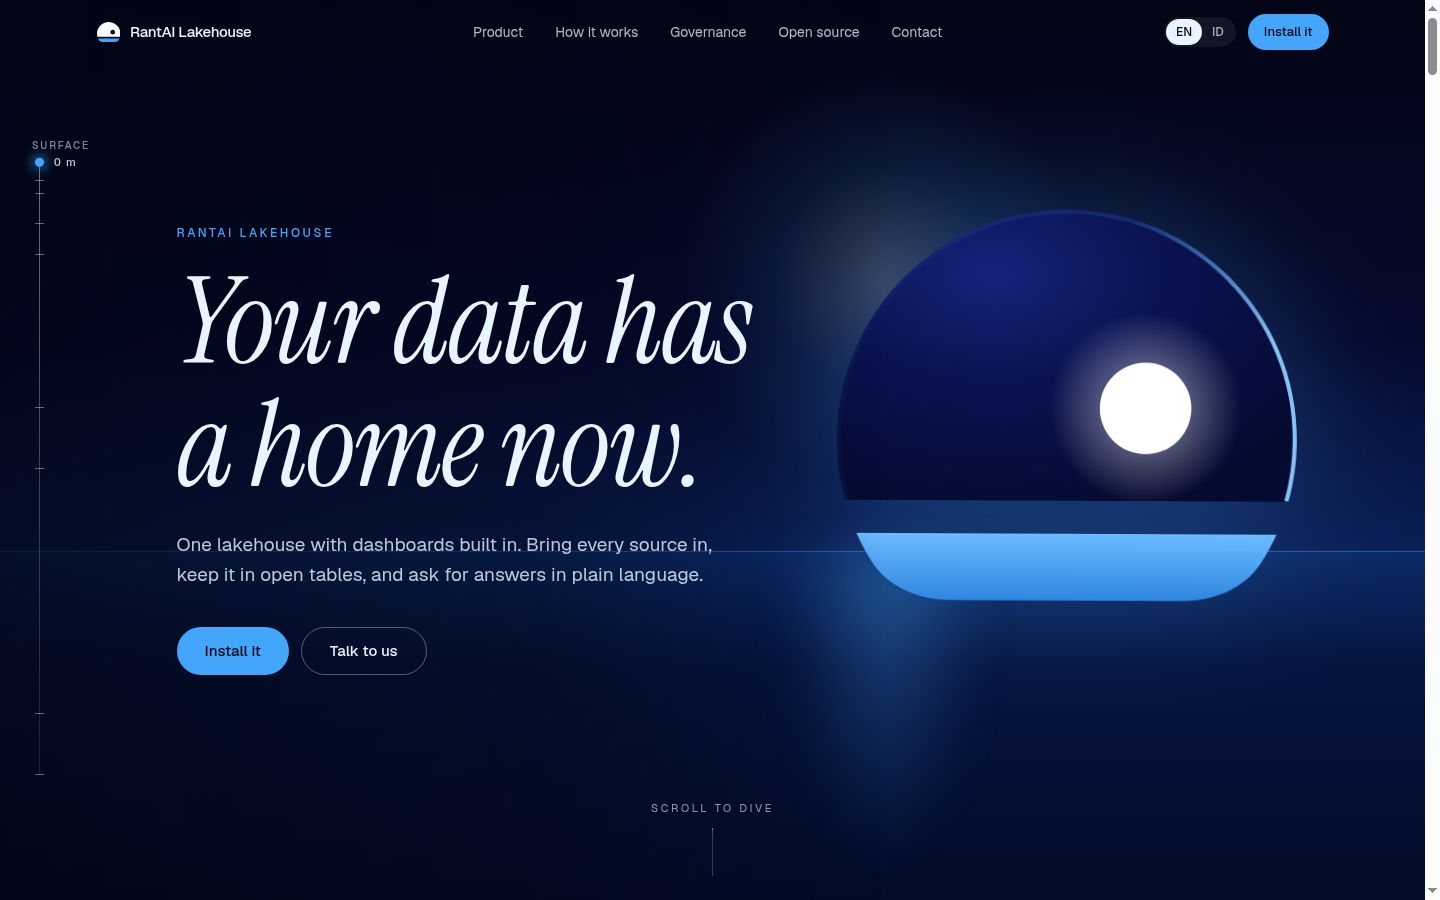 RantAI Lakehouse
Product
How it works
Governance
Open source
Contact
EN
ID
Install it
SURFACE
0 m
RANTAI LAKEHOUSE
Your data has
a home now.
One lakehouse with dashboards built in. Bring every source in,
keep it in open tables, and ask for answers in plain language.
Install it
Talk to us
SCROLL TO DIVE